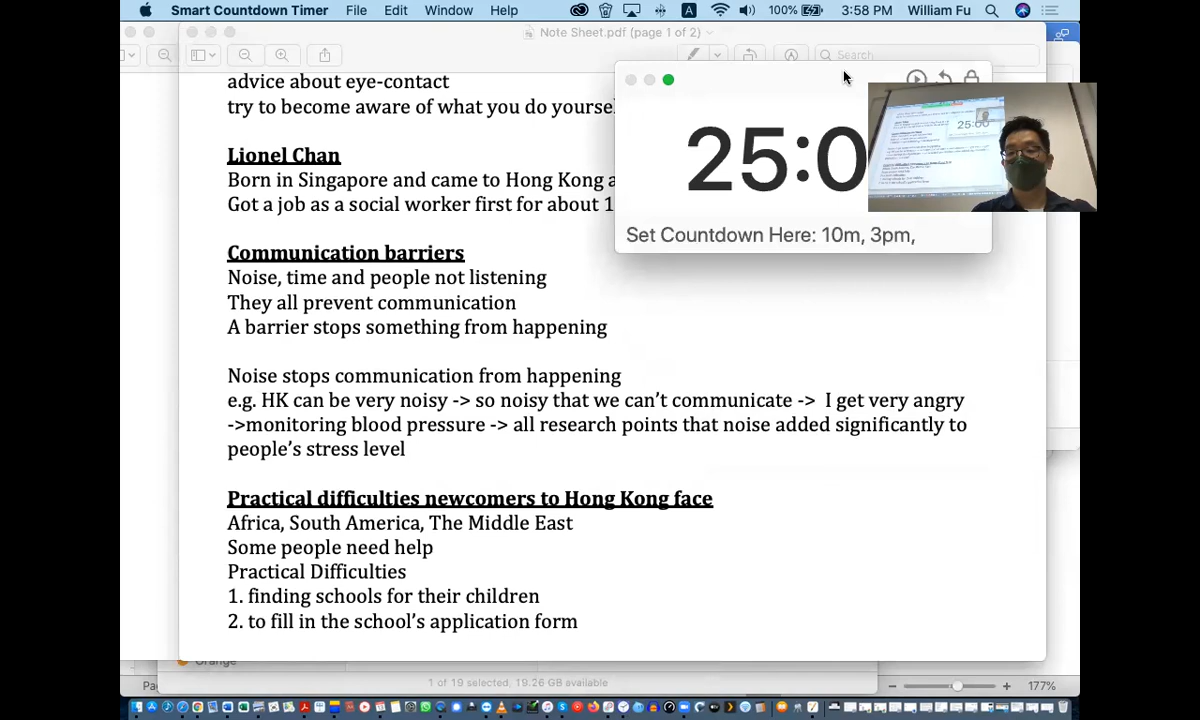 Smart Countdown Timer File Edit Window Help A 100% 3:58 PM William Fu
Note Sheet.pdf (page 1 of 2)
Search
advice about eye-contact
try to become aware of what you do
25:0
Set Countdown Here: 10m, 3pm,
25:00
Lionel Chan
Born in Singapore and came to Hong Kong
Got a job as a social worker first for about 1
Communication barriers
Noise, time and people not listening
They all prevent communication
A barrier stops something from happening
Noise stops communication from happening
e.g. HK can be very noisy -> so noisy that we can't communicate -> I get very angry
->monitoring blood pressure -> all research points that noise added significantly to
people's stress level
Practical difficulties newcomers to Hong Kong face
Africa, South America, The Middle East
Some people need help
Practical Difficulties
1. finding schools for their children
2. to fill in the school's application form
Orange
1 of 19 selected, 19.26 GB available
Pa
177%